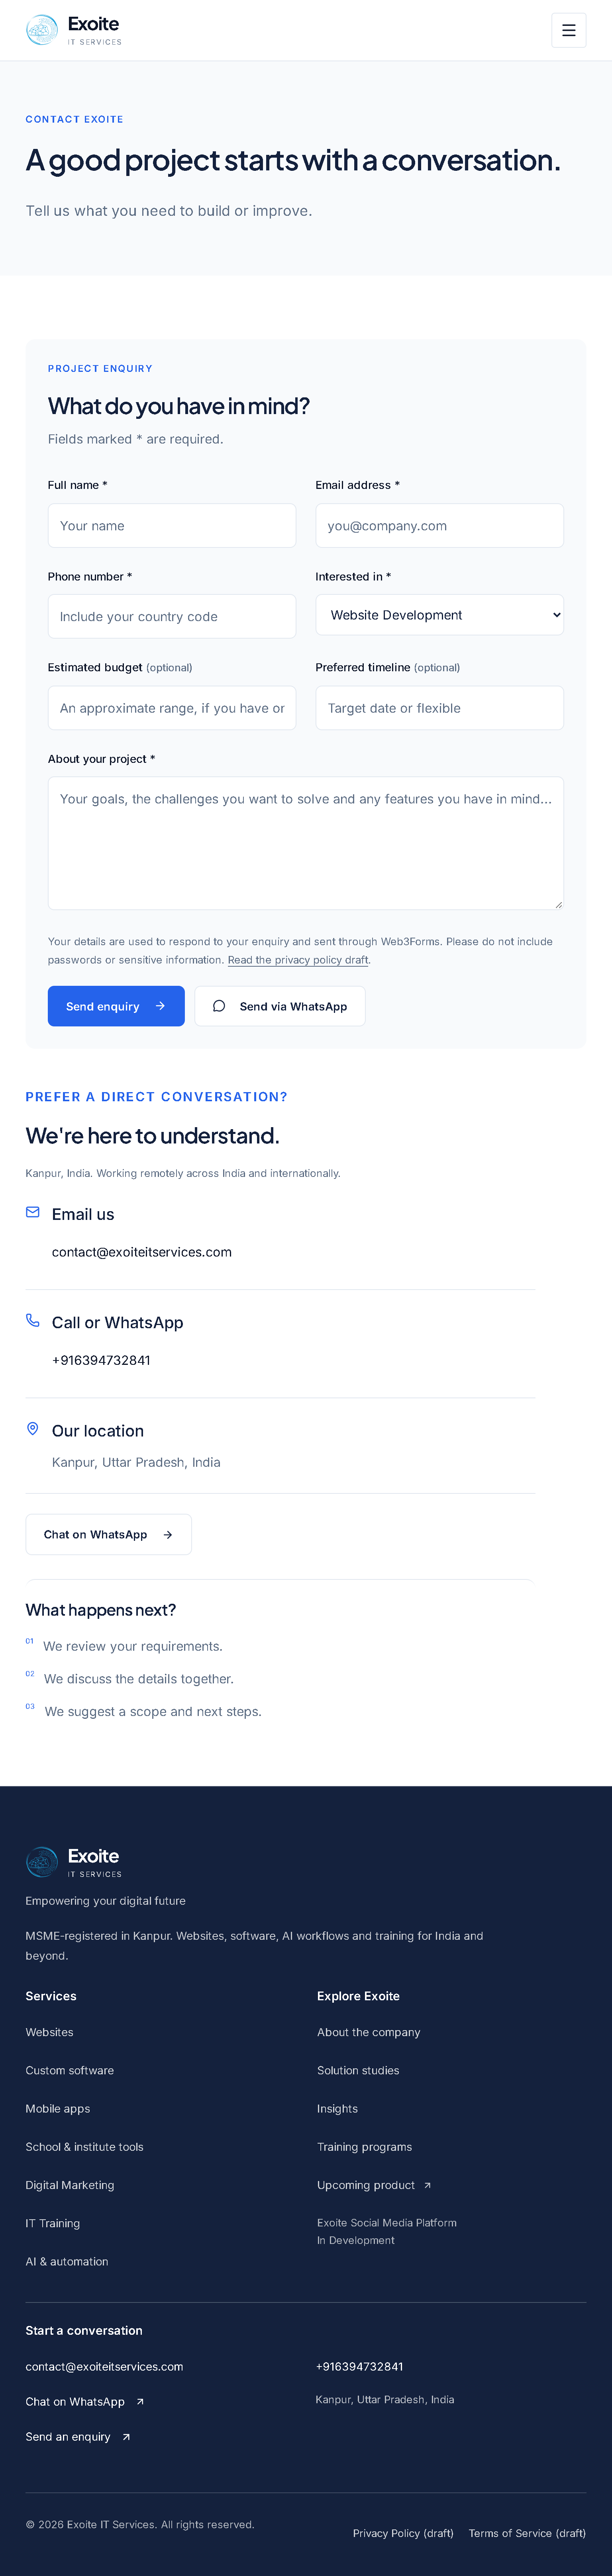 Exoite
IT SERVICES
CONTACT EXOITE
A good project starts with a conversation.
Tell us what you need to build or improve.
PROJECT ENQUIRY
What do you have in mind?
Fields marked * are required.
Full name *
Email address *
Your name
you@company.com
Phone number *
Interested in *
Include your country code
Website Development
Estimated budget (optional)
Preferred timeline (optional)
An approximate range, if you have or
Target date or flexible
About your project *
Your goals, the challenges you want to solve and any features you have in mind...
Your details are used to respond to your enquiry and sent through Web3Forms. Please do not include
passwords or sensitive information. Read the privacy policy draft.
Send enquiry
Send via WhatsApp
PREFER A DIRECT CONVERSATION?
We're here to understand.
Kanpur, India. Working remotely across India and internationally.
Email us
contact@exoiteitservices.com
Call or WhatsApp
+916394732841
Our location
Kanpur, Uttar Pradesh, India
Chat on WhatsApp
What happens next?
01 We review your requirements.
02 We discuss the details together.
03 We suggest a scope and next steps.
Exoite
IT SERVICES
Empowering your digital future
MSME-registered in Kanpur. Websites, software, AI workflows and training for India and
beyond.
Services
Websites
Custom software
Mobile apps
School & institute tools
Digital Marketing
IT Training
AI & automation
Explore Exoite
About the company
Solution studies
Insights
Training programs
Upcoming product
Exoite Social Media Platform
In Development
Start a conversation
contact@exoiteitservices.com
+916394732841
Chat on WhatsApp
Kanpur, Uttar Pradesh, India
Send an enquiry
© 2026 Exoite IT Services. All rights reserved.
Privacy Policy (draft)
Terms of Service (draft)